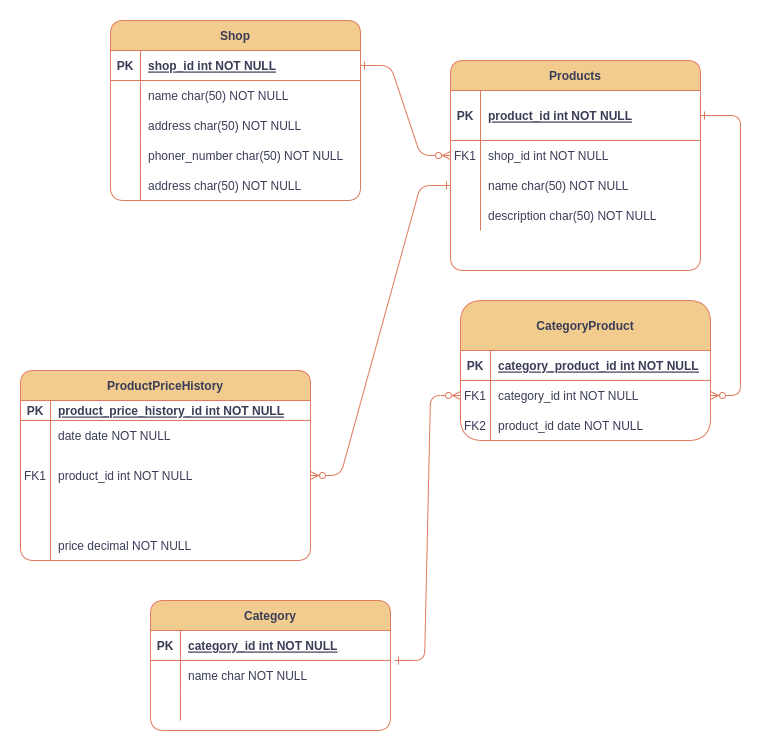 Shop
PK shop_id int NOT NULL
name char(50) NOT NULL
address char(50) NOT NULL
phoner_number char(50) NOT NULL
address char(50) NOT NULL
Products
PK product_id int NOT NULL
FK1 shop_id int NOT NULL
name char(50) NOT NULL
description char(50) NOT NULL
CategoryProduct
PK category_product_id int NOT NULL
FK1 category_id int NOT NULL
FK2 product_id date NOT NULL
ProductPriceHistory
PK product_price_history_id int NOT NULL
date date NOT NULL
FK1 product_id int NOT NULL
price decimal NOT NULL
Category
PK category_id int NOT NULL
name char NOT NULL